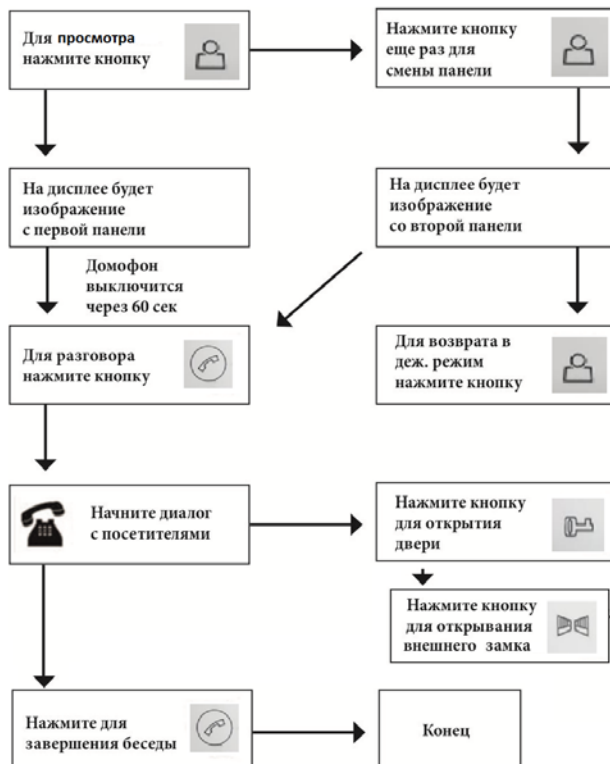 Для просмотра
нажмите кнопку
Нажмите кнопку
еще раз для
смены панели
На дисплее будет
изображение
с первой панели
На дисплее будет
изображение
со второй панели
Домофон
выключится
через 60 сек
Для разговора
нажмите кнопку
Для возврата в
деж. режим
нажмите кнопку
Начните диалог
с посетителями
Нажмите кнопку
для открытия
двери
Нажмите кнопку
для открывания
внешнего замка
Нажмите для
завершения беседы
Конец